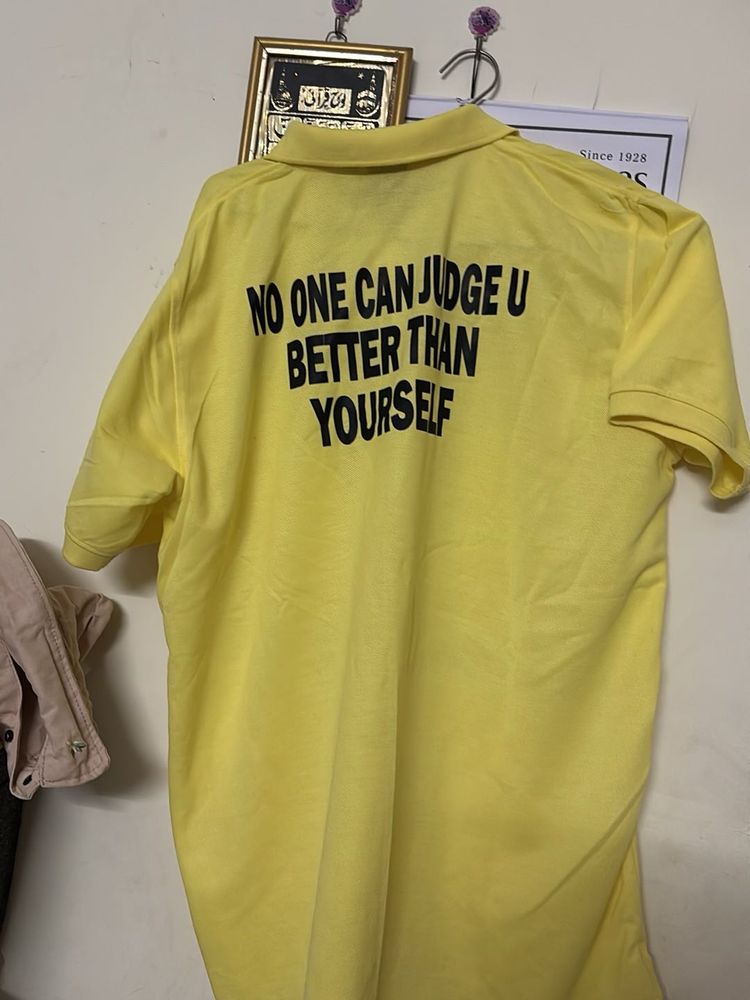 Since 1928
NO ONE CAN JUDGE U
BETTER THAN
YOURSELF